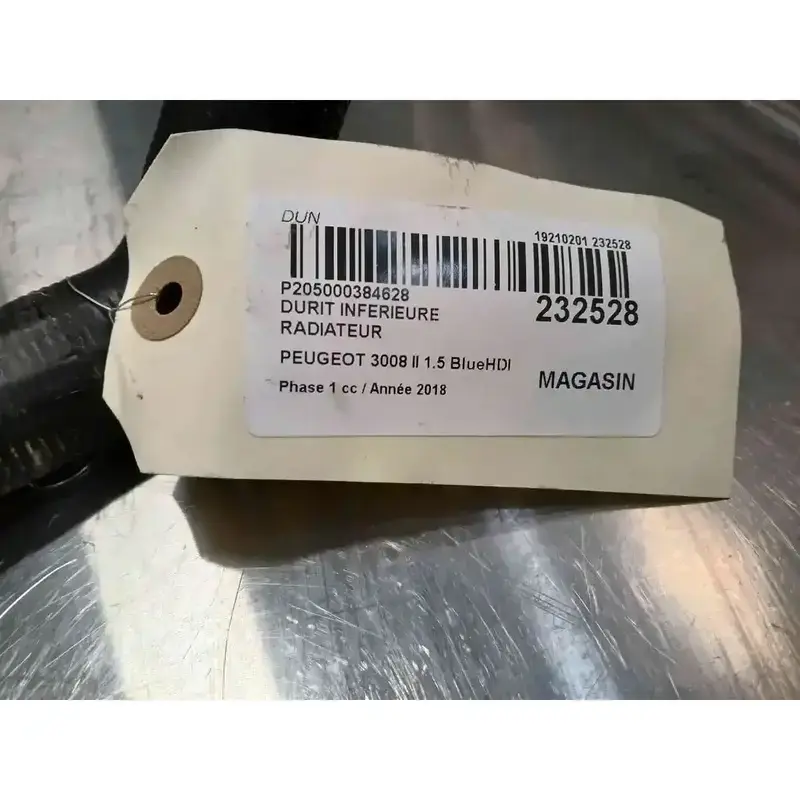 DUN
19210201 232528
P205000384628
232528
DURIT INFERIEURE
RADIATEUR
PEUGEOT 3008 II 1.5 BlueHDI
MAGASIN
Phase 1 cc / Année 2018